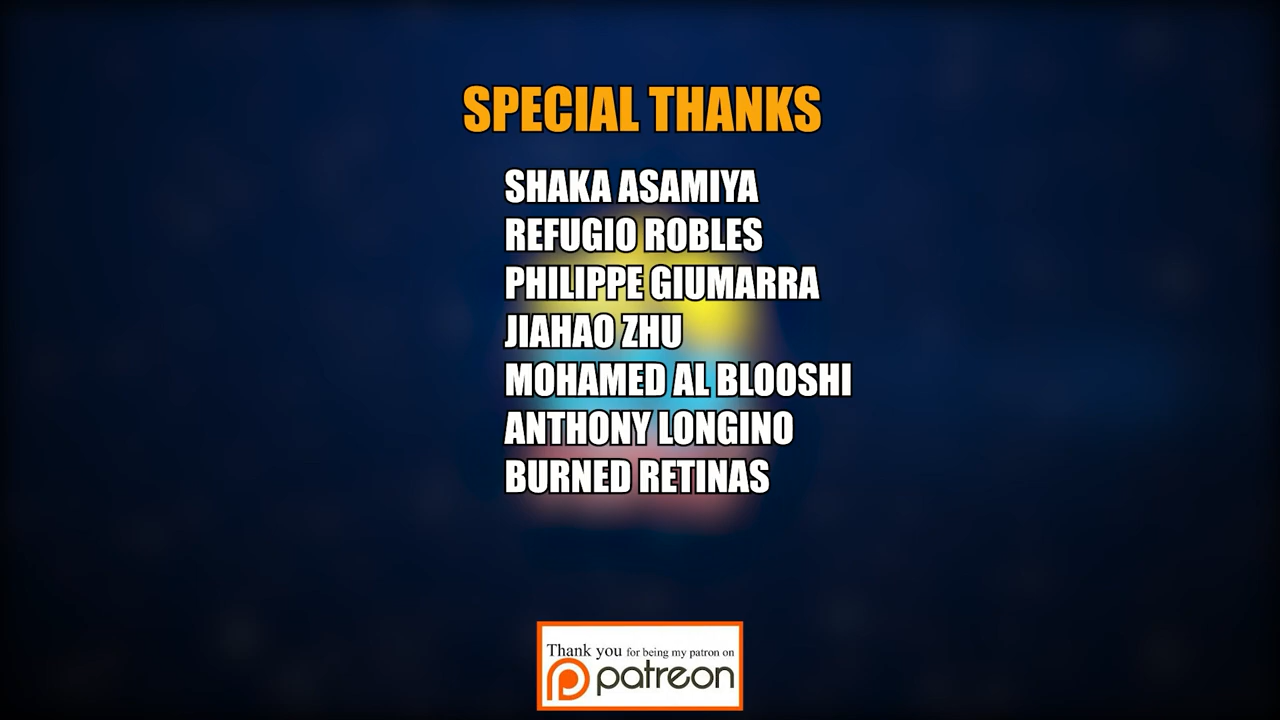 SPECIAL THANKS
SHAKA ASAMIYA
REFUGIO ROBLES
PHILIPPE GIUMARRA
JIAHAO ZHU
MOHAMED AL BLOOSHI
ANTHONY LONGINO
BURNED RETINAS
Thank you for being my patron on
patreon